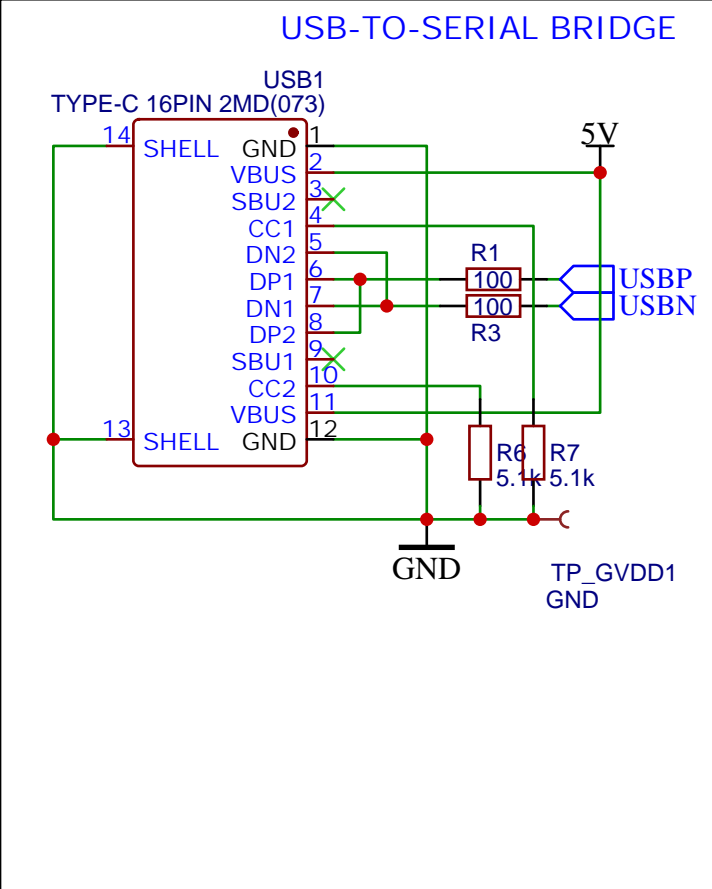 USB-TO-SERIAL BRIDGE
USB1
TYPE-C 16PIN 2MD(073)
14 SHELL GND 1
5V
VBUS 2
SBU2 3
CC1 4
DN2 5
R1
DP1 6
100
USBP
DN1 7
100
USBN
DP2 8
R3
SBU1 9
CC2 10
VBUS 11
13 SHELL GND 12
R6 R7
5.1k 5.1k
GND
TP_GVDD1
GND